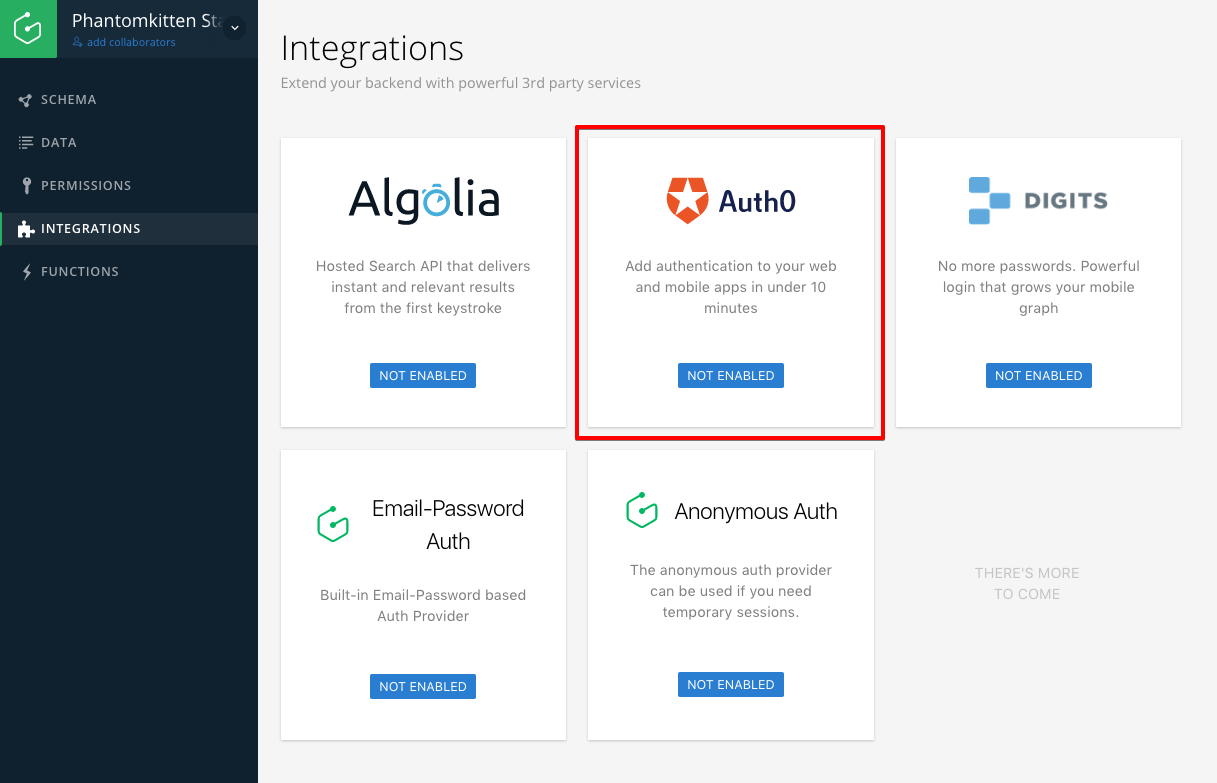 Phantomkitten Sta
add collaborators
SCHEMA
DATA
PERMISSIONS
INTEGRATIONS
FUNCTIONS
Integrations
Extend your backend with powerful 3rd party services
Algolia
Hosted Search API that delivers
instant and relevant results
from the first keystroke
NOT ENABLED
Auth0
Add authentication to your web
and mobile apps in under 10
minutes
NOT ENABLED
DIGITS
No more passwords. Powerful
login that grows your mobile
graph
NOT ENABLED
Email-Password
Auth
Built-in Email-Password based
Auth Provider
NOT ENABLED
Anonymous Auth
The anonymous auth provider
can be used if you need
temporary sessions.
NOT ENABLED
THERE'S MORE
TO COME